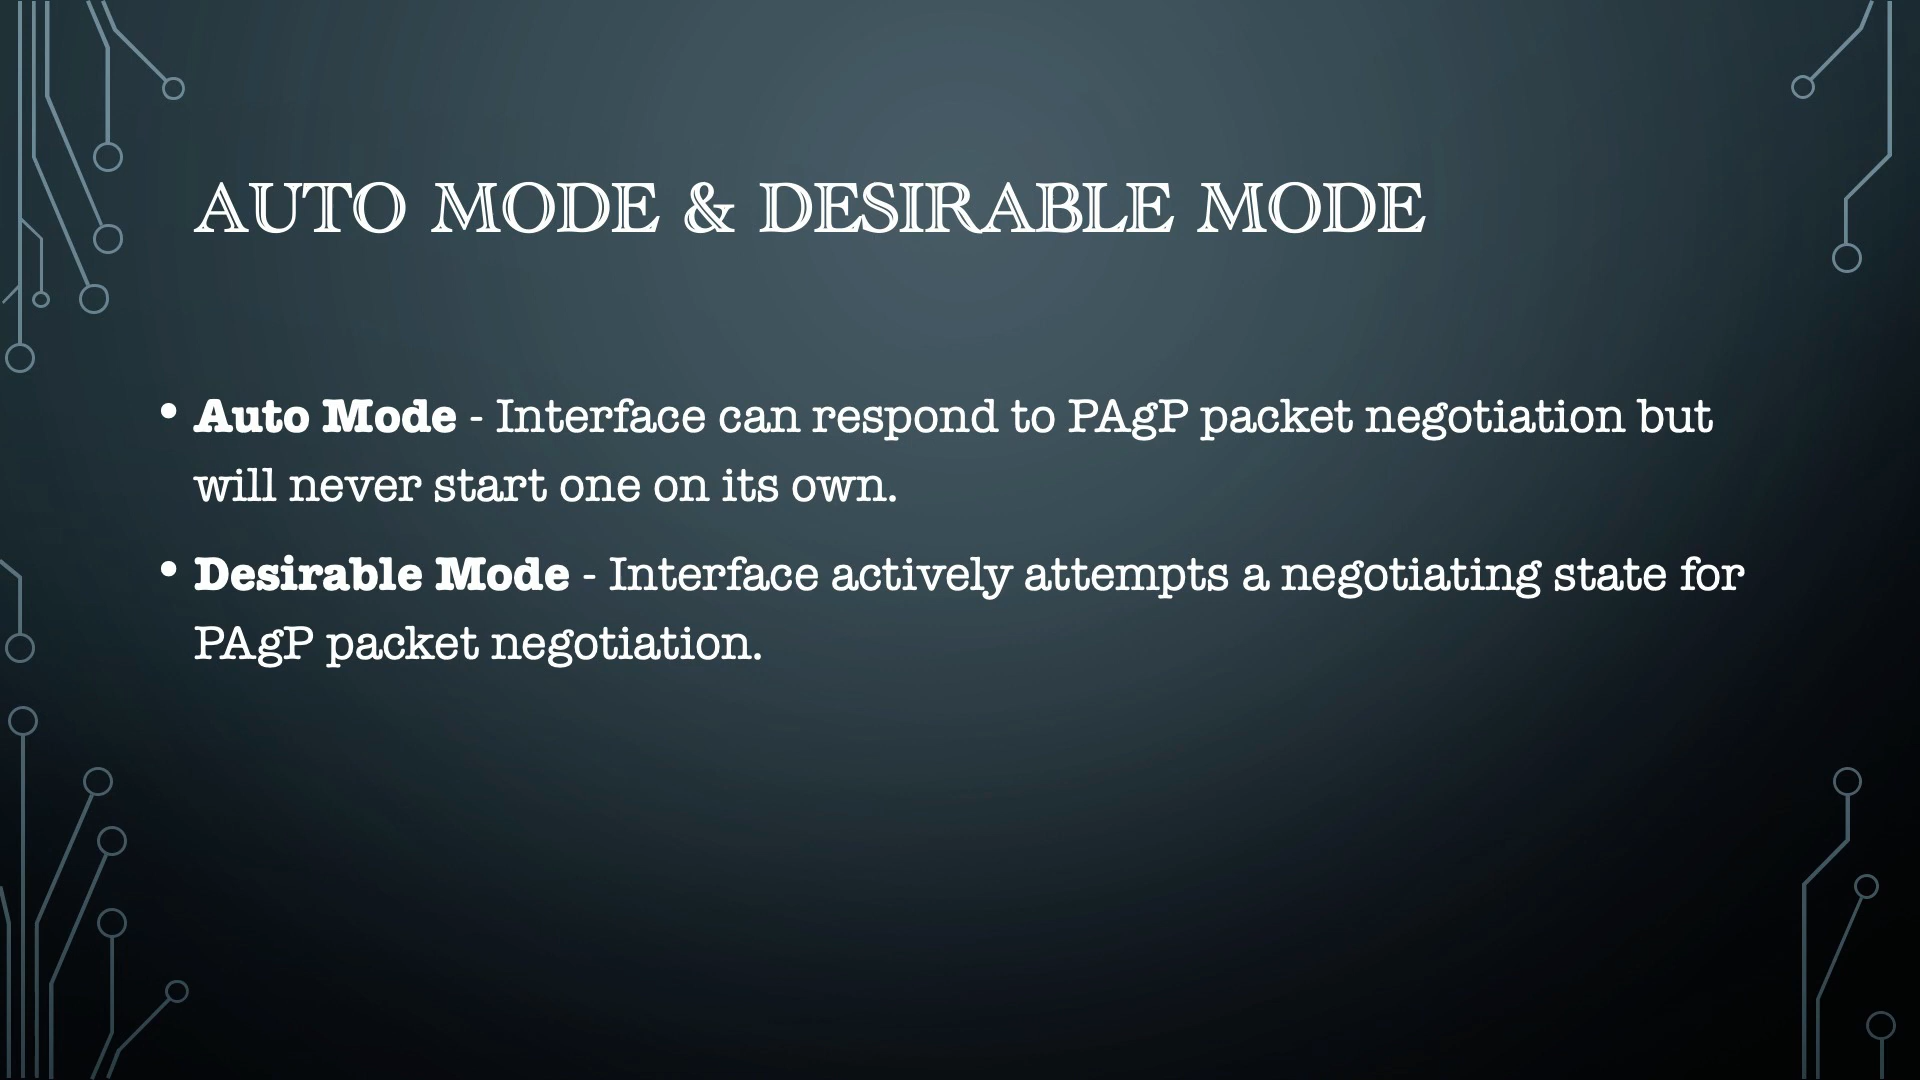 AUTO MODE & DESIRABLE MODE
• Auto Mode - Interface can respond to PAgP packet negotiation but
will never start one on its own.
• Desirable Mode - Interface actively attempts a negotiating state for
PAgP packet negotiation.